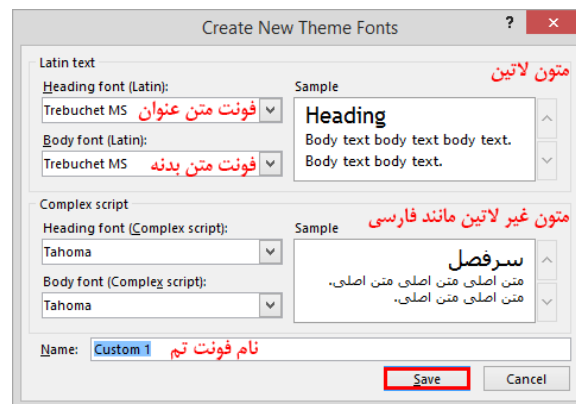 Create New Theme Fonts
?
Latin text
متون لاتین
Heading font (Latin):
Sample
Trebuchet MS
فونت متن عنوان
Heading
Body text body text body text.
Body text body text.
Body font (Latin):
Trebuchet MS
فونت متن بدنه
Complex script
متون غیر لاتین مانند فارسی
Heading font (Complex script):
Sample
Tahoma
سرفصل
متن اصلی متن اصلی متن اصلی.
متن اصلی متن اصلی.
Body font (Complex script):
Tahoma
Name:
Custom 1
نام فونت تم
Save
Cancel